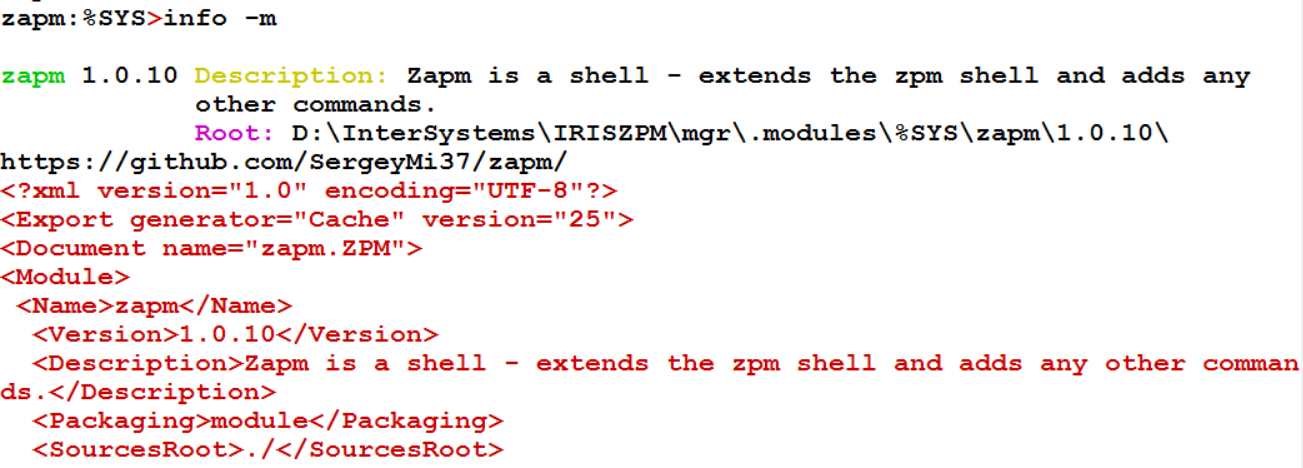 zapm:%SYS>info -m
zapm 1.0.10 Description: Zapm is a shell - extends the zpm shell and adds any
other commands.
Root: D:\InterSystems\IRISZPM\mgr\.modules\%SYS\zapm\1.0.10\
https://github.com/SergeyMi37/zapm/
<?xml version="1.0" encoding="UTF-8"?>
<Export generator="Cache" version="25">
<Document name="zapm.ZPM">
<Module>
<Name>zapm</Name>
<Version>1.0.10</Version>
<Description>Zapm is a shell - extends the zpm shell and adds any other comman
ds.</Description>
<Packaging>module</Packaging>
<SourcesRoot>./</SourcesRoot>